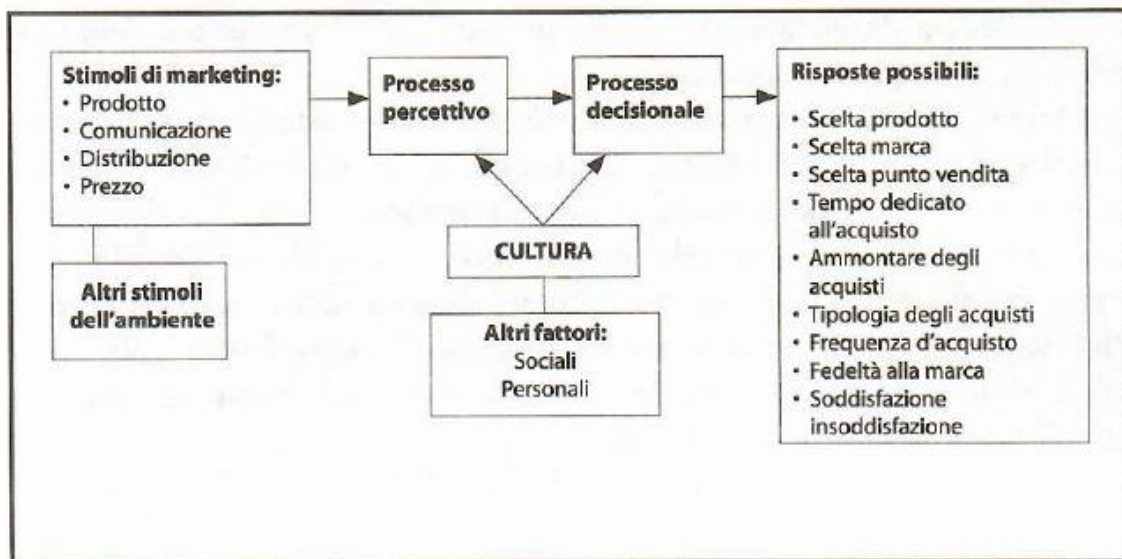 Stimoli di marketing:
• Prodotto
• Comunicazione
• Distribuzione
• Prezzo
Altri stimoli
dell'ambiente
Processo
percettivo
Processo
decisionale
CULTURA
Altri fattori:
Sociali
Personali
Risposte possibili:
• Scelta prodotto
• Scelta marca
• Scelta punto vendita
• Tempo dedicato
all'acquisto
• Ammontare degli
acquisti
• Tipologia degli acquisti
• Frequenza d'acquisto
• Fedeltà alla marca
• Soddisfazione
insoddisfazione